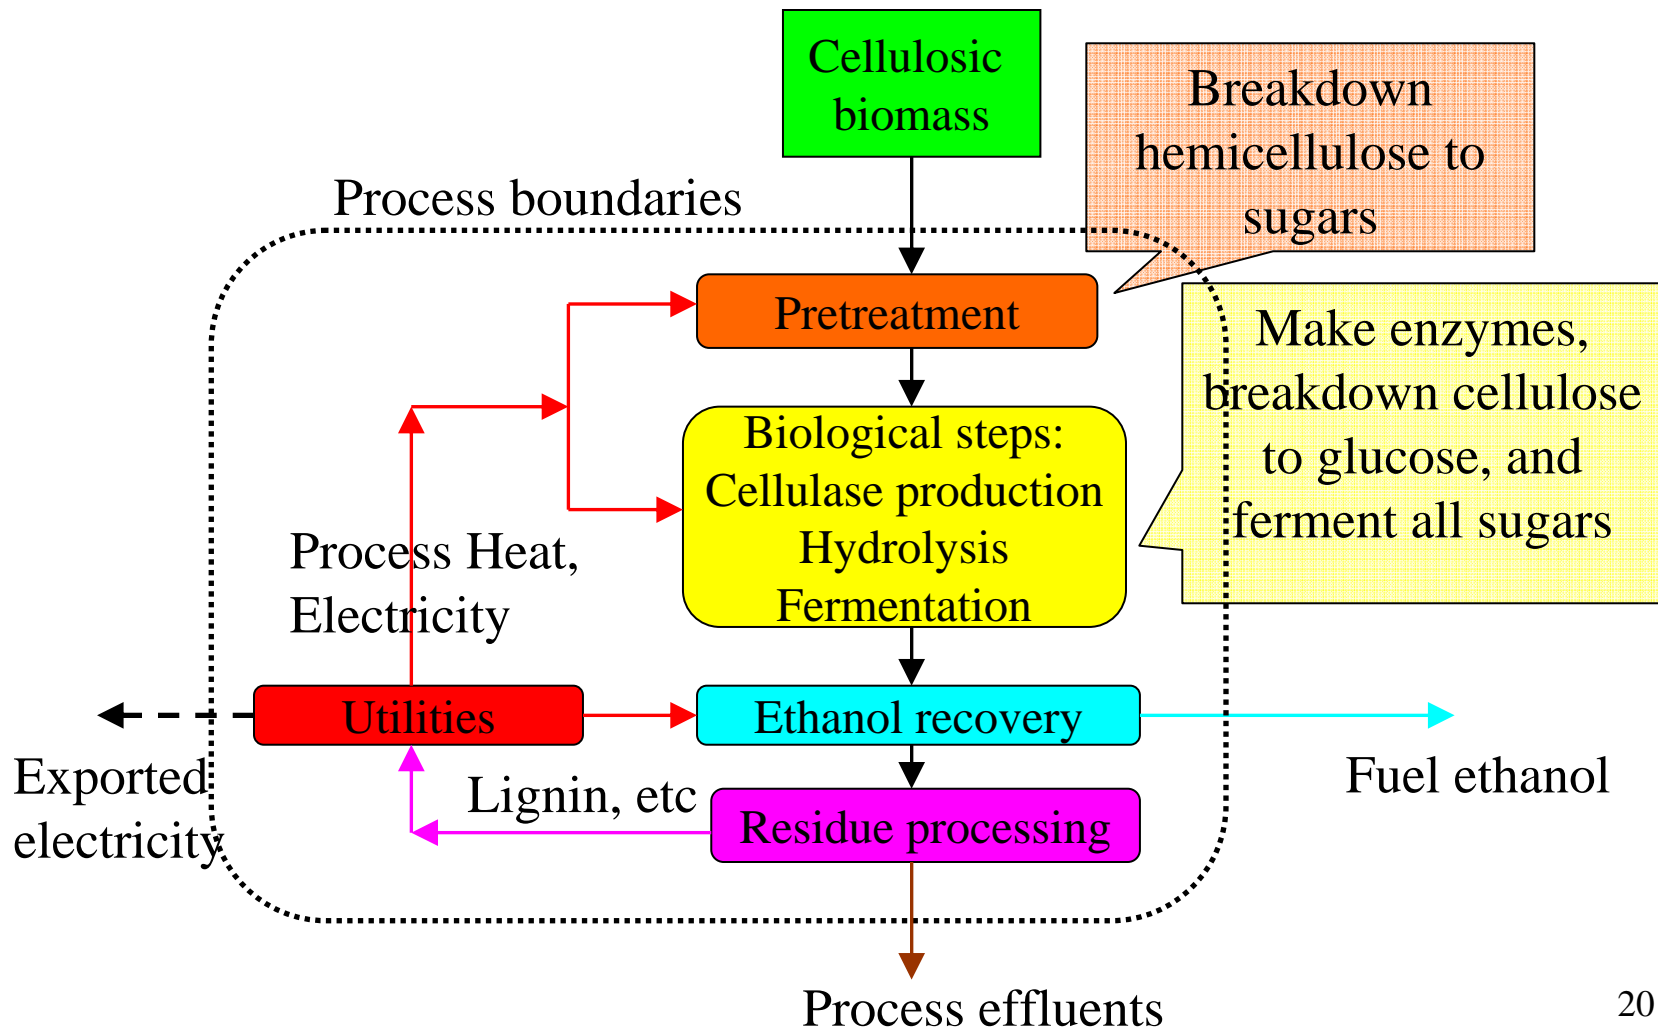 Cellulosic
biomass
Breakdown
hemicellulose to
sugars
Process boundaries
Pretreatment
Make enzymes,
breakdown cellulose
to glucose, and
ferment all sugars
Biological steps:
Cellulase production
Hydrolysis
Fermentation
Process Heat,
Electricity
Utilities
Ethanol recovery
Exported
electricity
Lignin, etc
Fuel ethanol
Residue processing
Process effluents
20